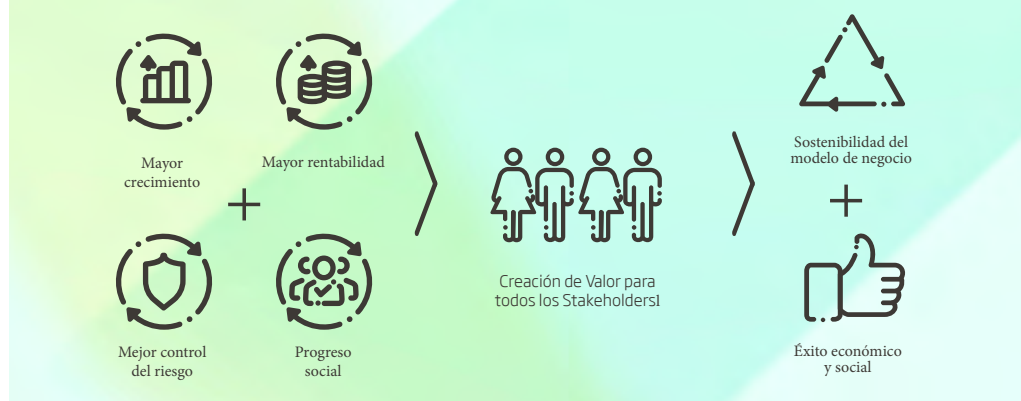 Mayor
crecimiento
Mayor rentabilidad
+
Mejor control
del riesgo
Progreso
social
Creación de Valor para
todos los Stakeholders1
Sostenibilidad del
modelo de negocio
+
Éxito económico
y social